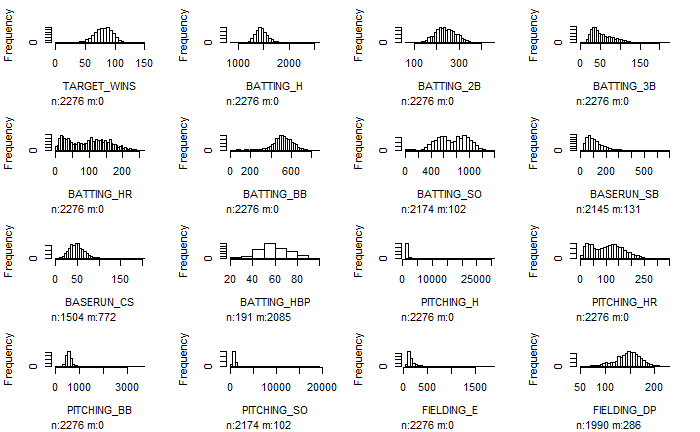 Frequency
0
0 50 100 150
TARGET_WINS
n:2276 m:0
Frequency
0
1000 2000
BATTING_H
n:2276 m:0
Frequency
0
100 300
BATTING_2B
n:2276 m:0
Frequency
0
0 50 150
BATTING_3B
n:2276 m:0
Frequency
0
0 100 200
BATTING_HR
n:2276 m:0
Frequency
0
0 200 600
BATTING_BB
n:2276 m:0
Frequency
0
0 400 1000
BATTING_SO
n:2174 m:102
Frequency
0
0 200 500
BASERUN_SB
n:2145 m:131
Frequency
0
0 50 150
BASERUN_CS
n:1504 m:772
Frequency
0
20 40 60 80
BATTING_HBP
n:191 m:2085
Frequency
0
0 10000 25000
PITCHING_H
n:2276 m:0
Frequency
0
0 100 250
PITCHING_HR
n:2276 m:0
Frequency
0
0 1000 3000
PITCHING_BB
n:2276 m:0
Frequency
0
0 10000 20000
PITCHING_SO
n:2174 m:102
Frequency
0
0 500 1500
FIELDING_E
n:2276 m:0
Frequency
0
50 100 200
FIELDING_DP
n:1990 m:286